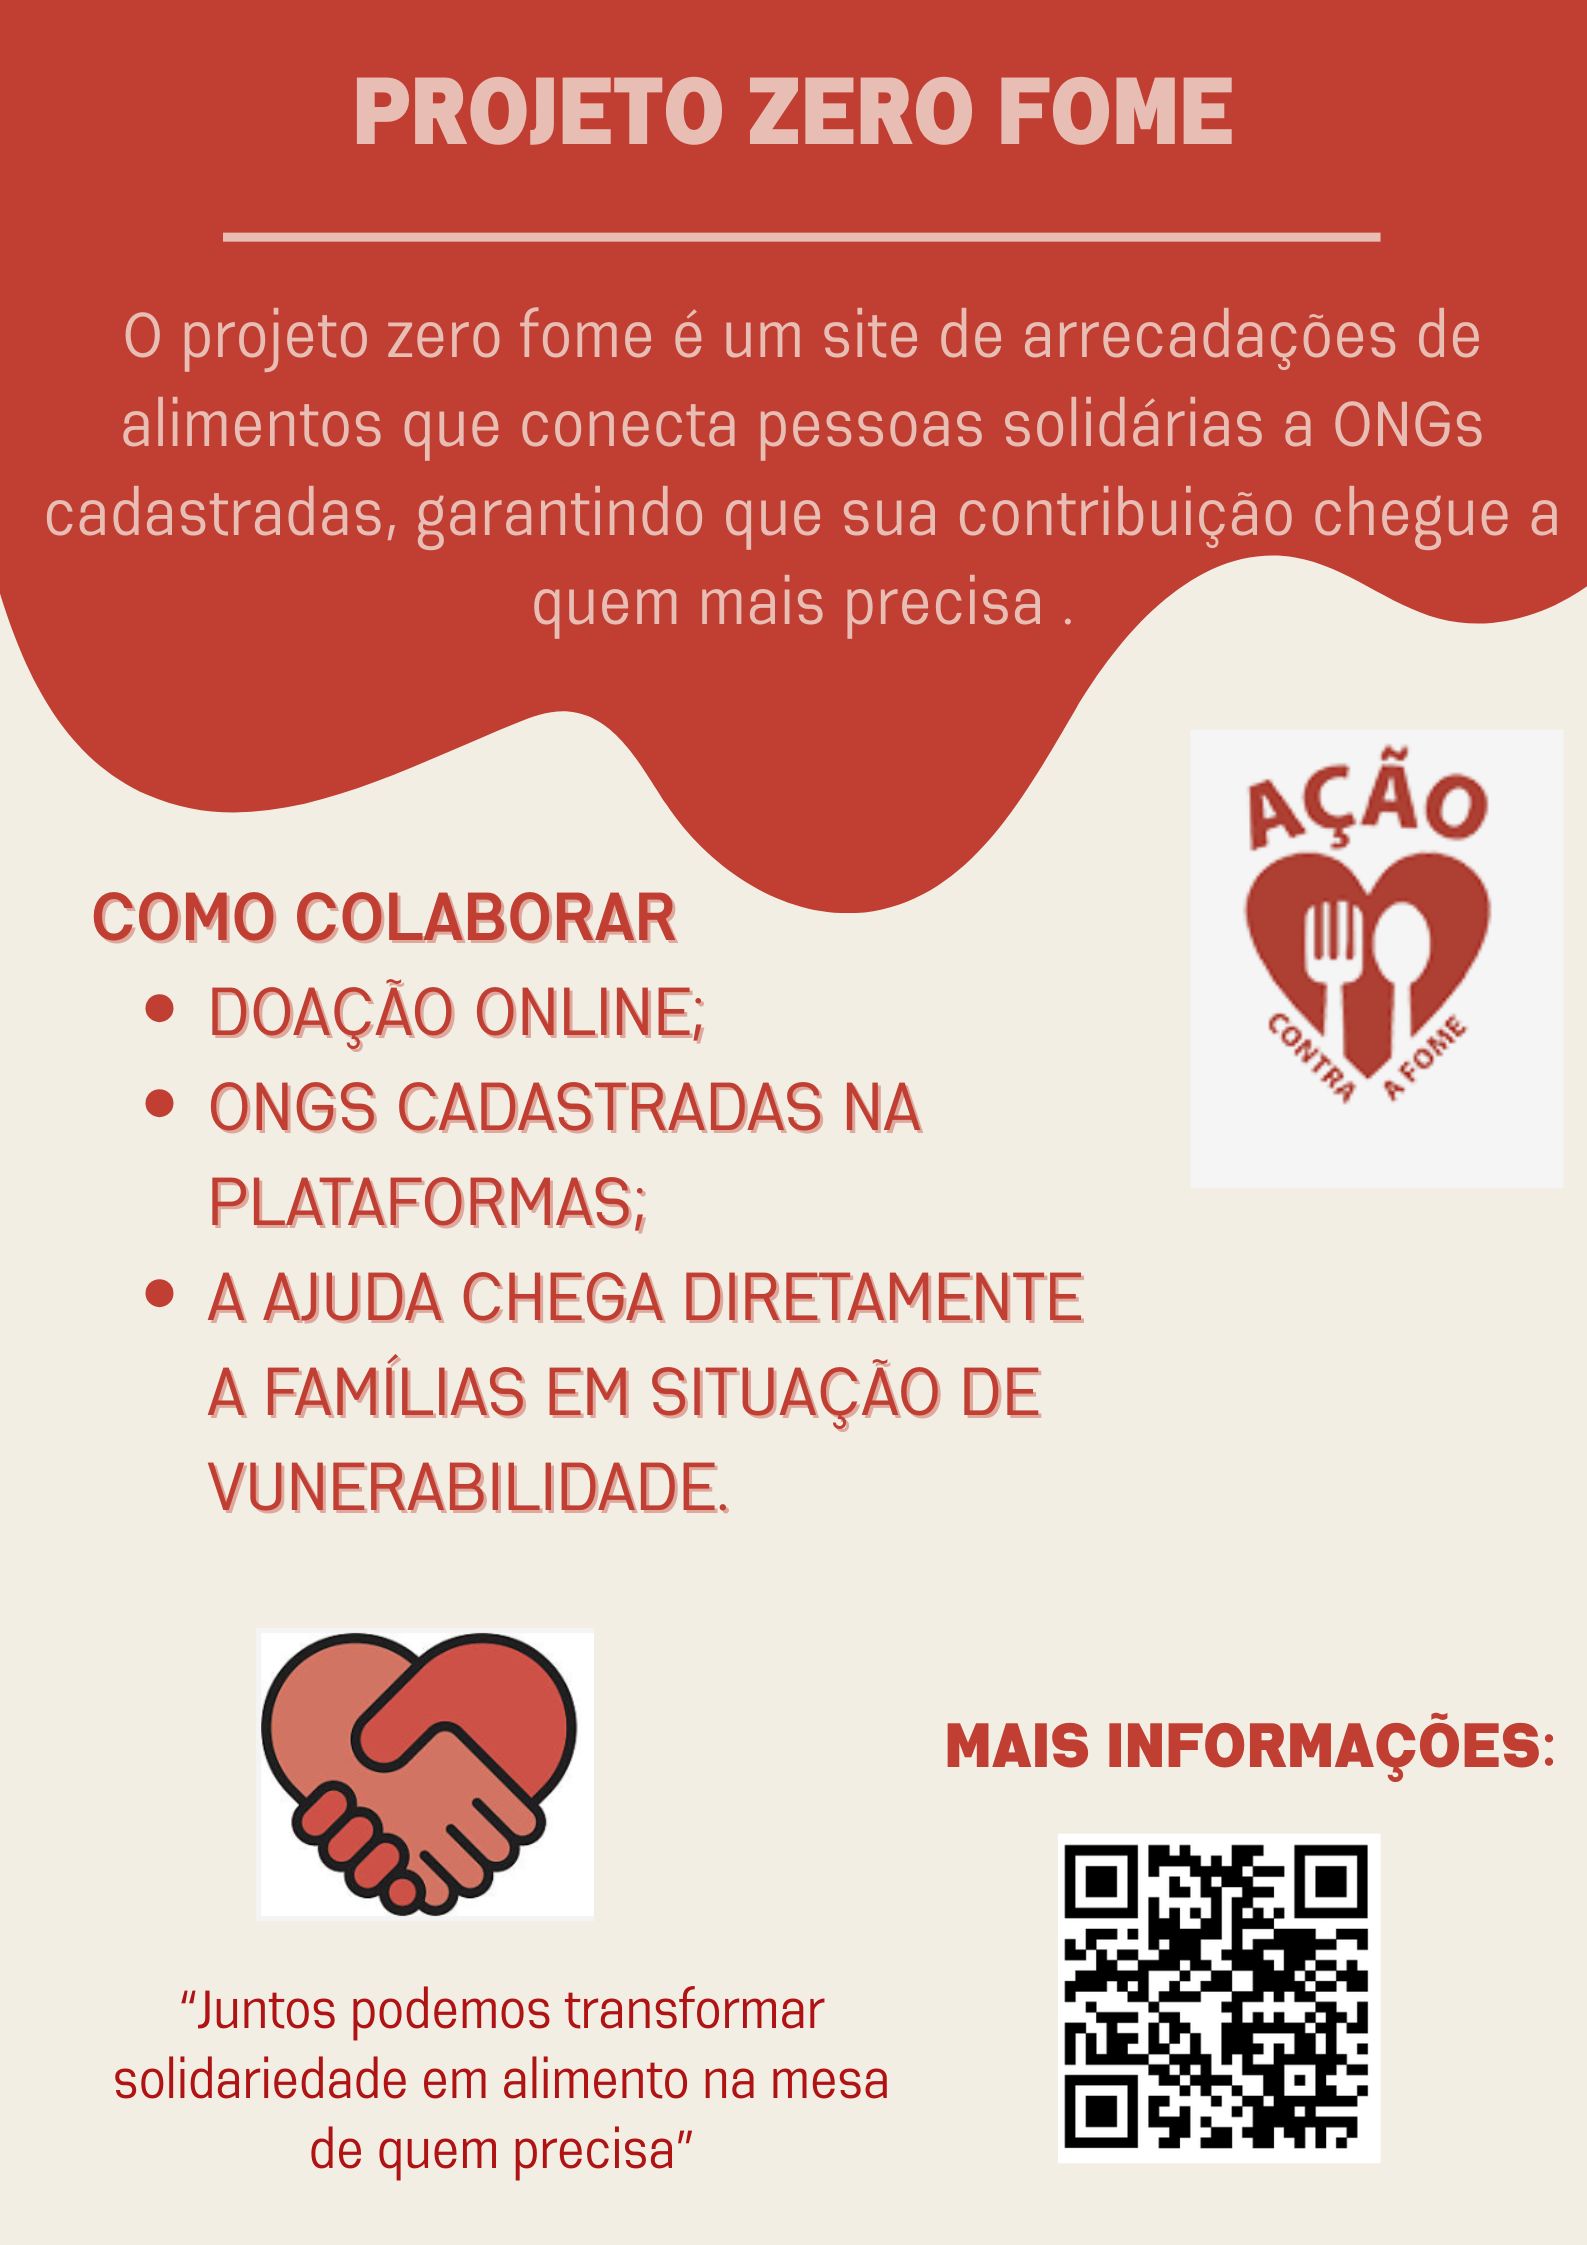 PROJETO ZERO FOME
O projeto zero fome é um site de arrecadações de
alimentos que conecta pessoas solidárias a ONGs
cadastradas, garantindo que sua contribuição chegue a
quem mais precisa .
AÇÃO
CONTRA A FOME
COMO COLABORAR
• DOAÇÃO ONLINE;
• ONGS CADASTRADAS NA
PLATAFORMAS;
• A AJUDA CHEGA DIRETAMENTE
A FAMÍLIAS EM SITUAÇÃO DE
VUNERABILIDADE.
MAIS INFORMAÇÕES:
“Juntos podemos transformar
solidariedade em alimento na mesa
de quem precisa”